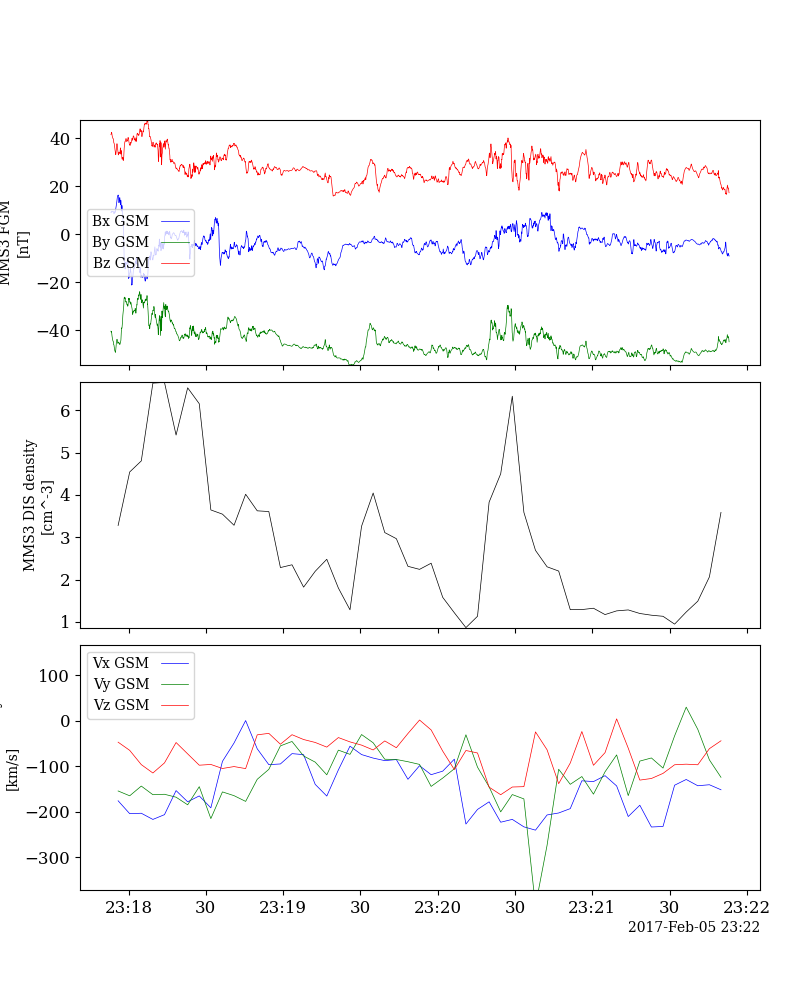 40
20
0
−20
−40
MMS3 FGM
[nT]
Bx GSM
By GSM
Bz GSM
6
5
4
3
2
1
MMS3 DIS density
[cm^-3]
100
0
−100
−200
−300
[km/s]
Vx GSM
Vy GSM
Vz GSM
23:18 30 23:19 30 23:20 30 23:21 30 23:22
2017-Feb-05 23:22